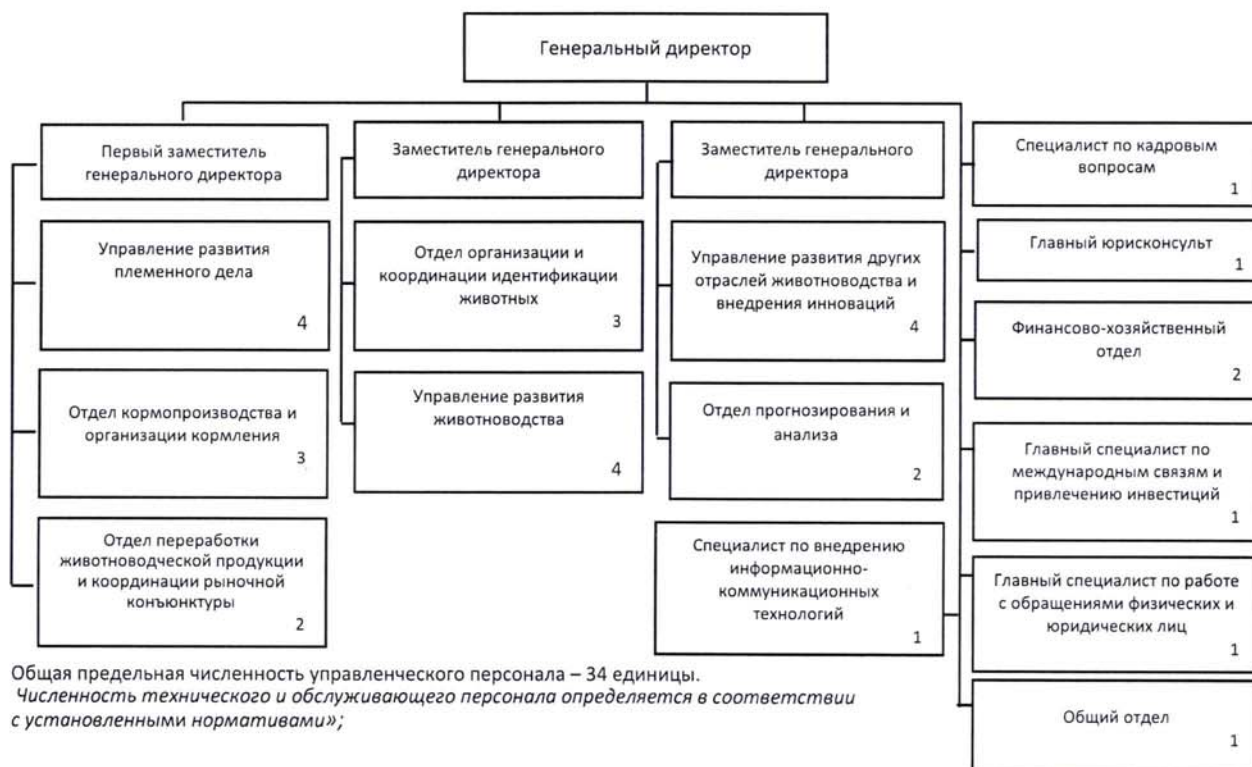 Генеральный директор
Первый заместитель
генерального директора
Управление развития
племенного дела
4
Отдел кормопроизводства и
организации кормления
3
Отдел переработки
животноводческой продукции
и координации рыночной
конъюнктуры
2
Заместитель генерального
директора
Отдел организации и
координации идентификации
животных
3
Управление развития
животноводства
4
Заместитель генерального
директора
Управление развития других
отраслей животноводства и
внедрения инноваций
4
Отдел прогнозирования и
анализа
2
Специалист по внедрению
информационно-
коммуникационных
технологий
1
Специалист по кадровым
вопросам
1
Главный юрисконсульт
1
Финансово-хозяйственный
отдел
2
Главный специалист по
международным связям и
привлечению инвестиций
1
Главный специалист по работе
с обращениями физических и
юридических лиц
1
Общий отдел
1
Общая предельная численность управленческого персонала – 34 единицы.
Численность технического и обслуживающего персонала определяется в соответствии
с установленными нормативами»;